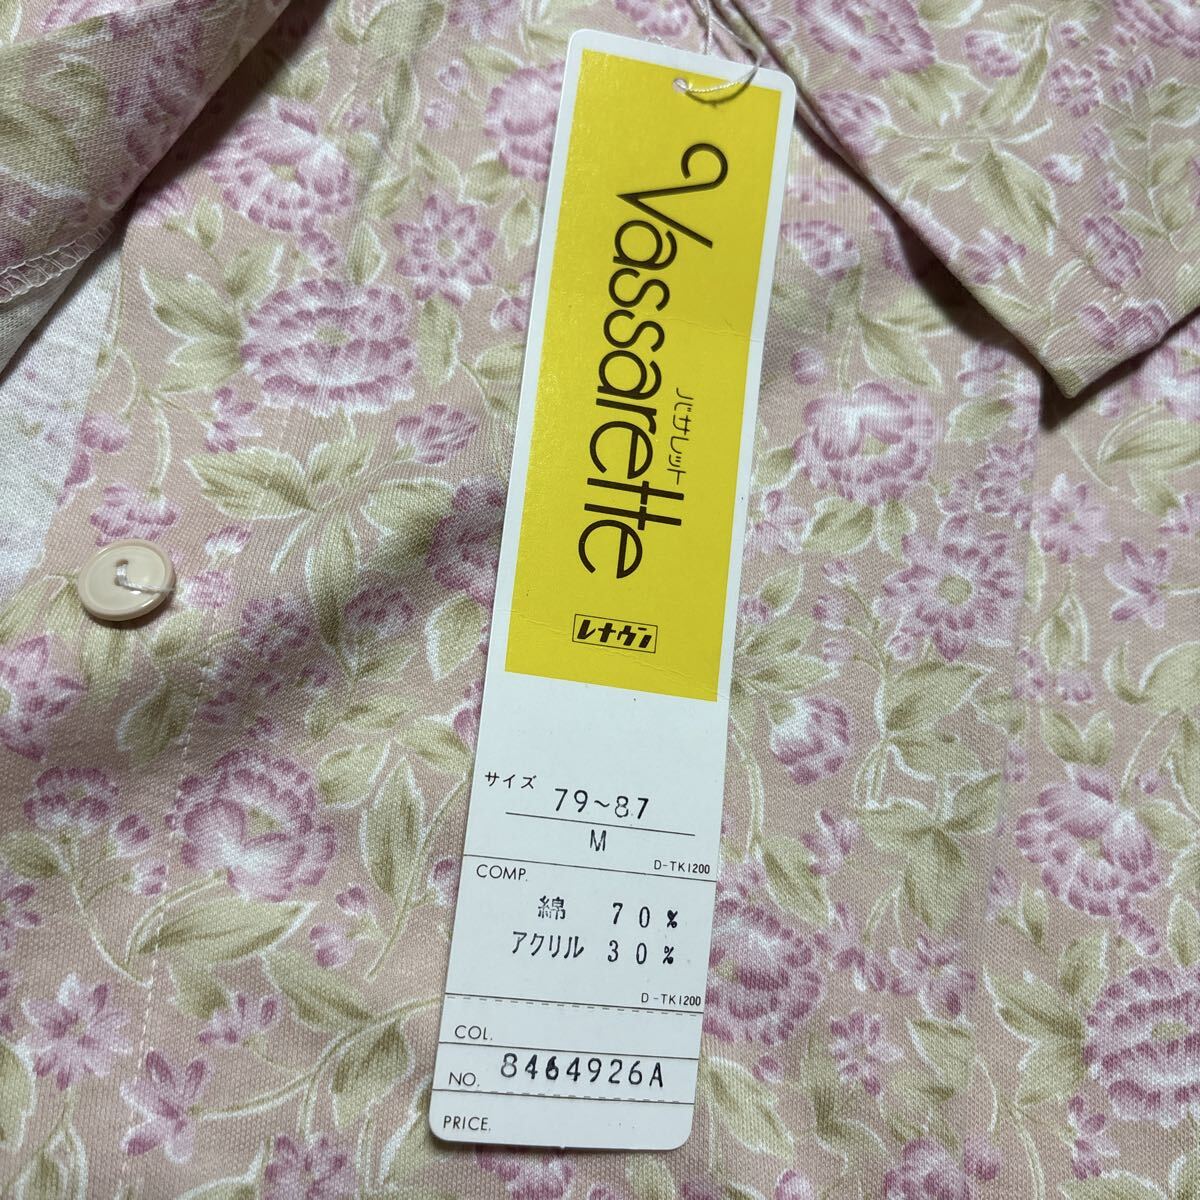 Vassarette
バサレット
レナウン
サイズ 79~87
M
D-TK1200
COMP.
綿 70%
アクリル 30%
D-TK1200
COL.
NO. 8464926A
PRICE.